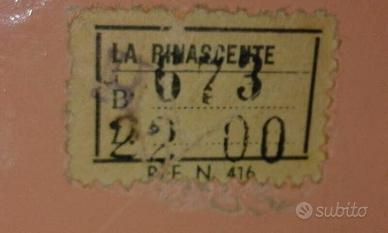 LA RINASCENTE
B 673
22 00
R. F. N. 416
subito